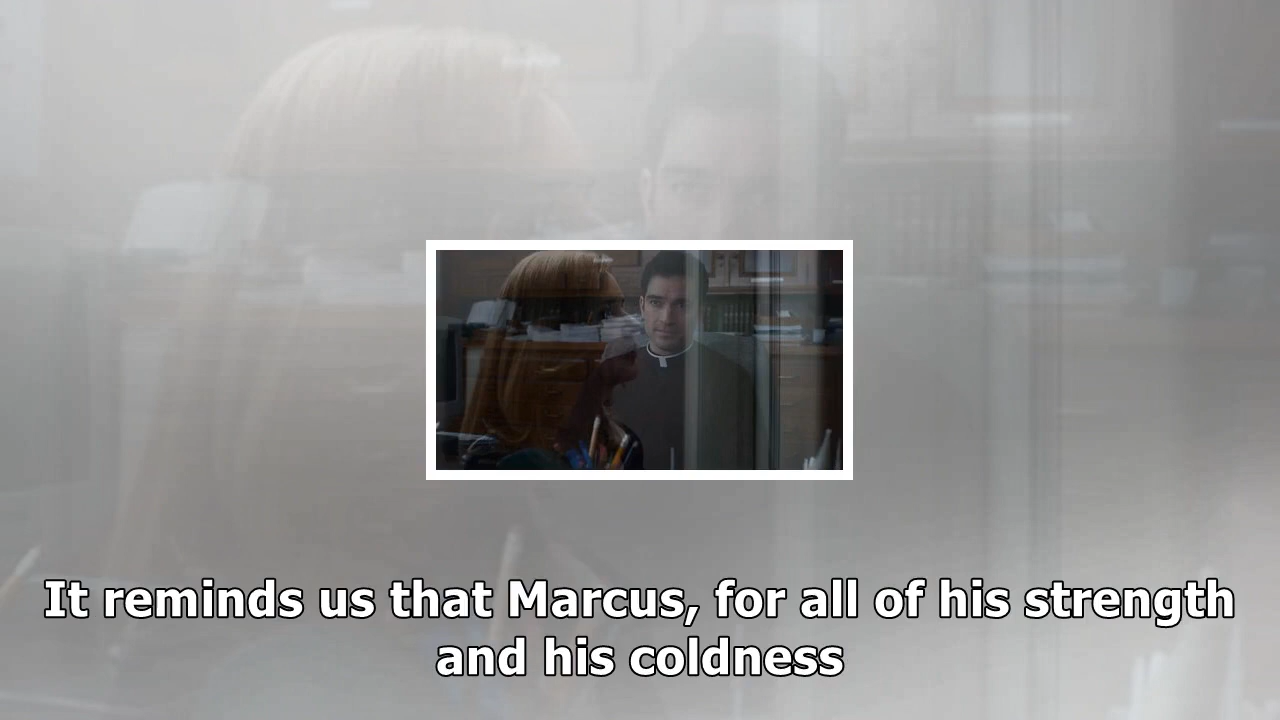 It reminds us that Marcus, for all of his strength
and his coldness